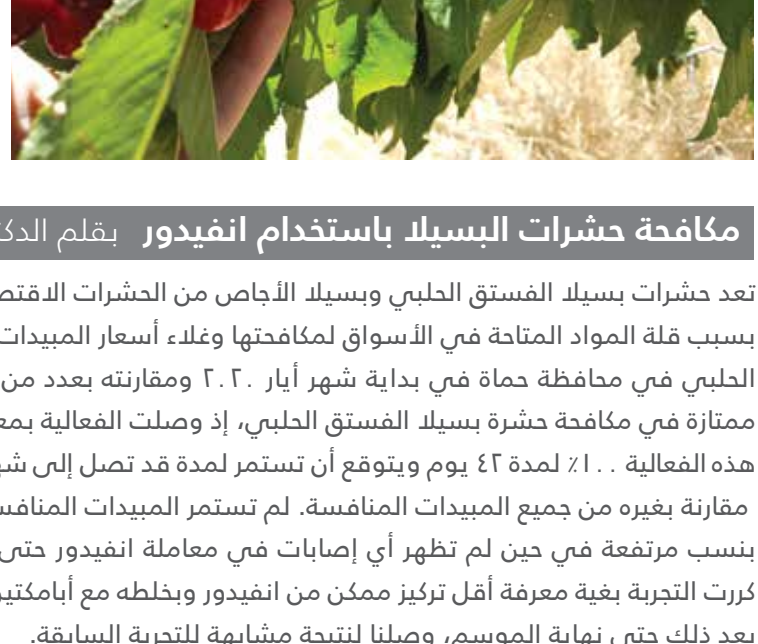 مكافحة حشرات البسيلا باستخدام انفيدور بقلم
تعد حشرات بسيلا الفستق الحلبي وبسيلا الأجاص من الحشرات
بسبب قلة المواد المتاحة في الأسواق لمكافحتها وغلاء أسعار المبيدات
الحلبي في محافظة حماة في بداية شهر أيار ٢٠٢٠ ومقارنته بعدد من
ممتازة في مكافحة حشرة بسيلا الفستق الحلبي، إذ وصلت الفعالية
هذه الفعالية ١٠٠٪ لمدة ٤٢ يوم ويتوقع أن تستمر لمدة قد تصل إلى
مقارنة بغيره من جميع المبيدات المنافسة. لم تستمر المبيدات
بنسب مرتفعة في حين لم تظهر أي إصابات في معاملة انفيدور حتى
كررت التجربة بغية معرفة أقل تركيز ممكن من انفيدور وبخلطه مع
بعد ذلك حتى نهاية الموسم، وصلنا لنتيجة مشابهة للتجربة السابقة.